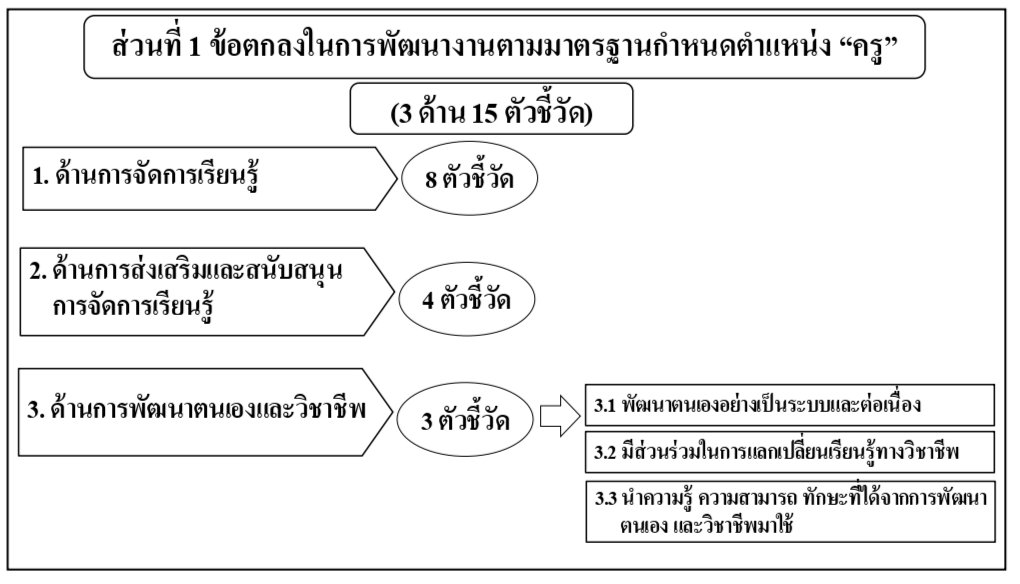 ส่วนที่ 1 ข้อตกลงในการพัฒนางานตามมาตรฐานกำหนดตำแหน่ง “ครู”
(3 ด้าน 15 ตัวชี้วัด)
1. ด้านการจัดการเรียนรู้
8 ตัวชี้วัด
2. ด้านการส่งเสริมและสนับสนุน
การจัดการเรียนรู้
4 ตัวชี้วัด
3. ด้านการพัฒนาตนเองและวิชาชีพ
3 ตัวชี้วัด
3.1 พัฒนาตนเองอย่างเป็นระบบและต่อเนื่อง
3.2 มีส่วนร่วมในการแลกเปลี่ยนเรียนรู้ทางวิชาชีพ
3.3 นำความรู้ ความสามารถ ทักษะที่ได้จากการพัฒนา
ตนเอง และวิชาชีพมาใช้